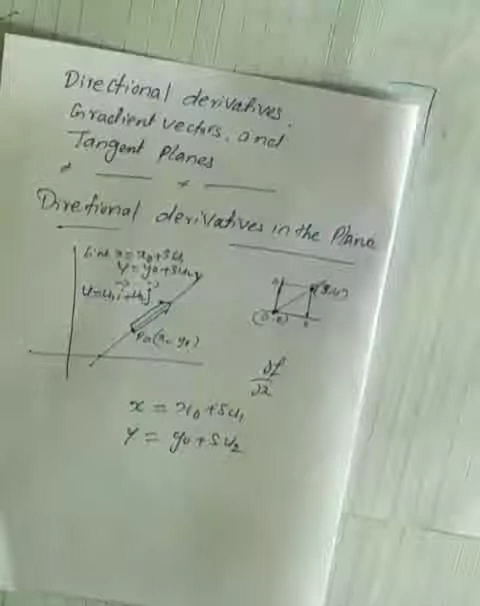 Directional derivatives,
Gradient vectors, and
Tangent Planes
Directional derivatives in the Plane
Line x = x₀ + su₁
y = y₀ + su₂
u = u₁i + u₂j
P₀(x₀, y₀)
∂f
∂x
x = x₀ + su₁
y = y₀ + su₂